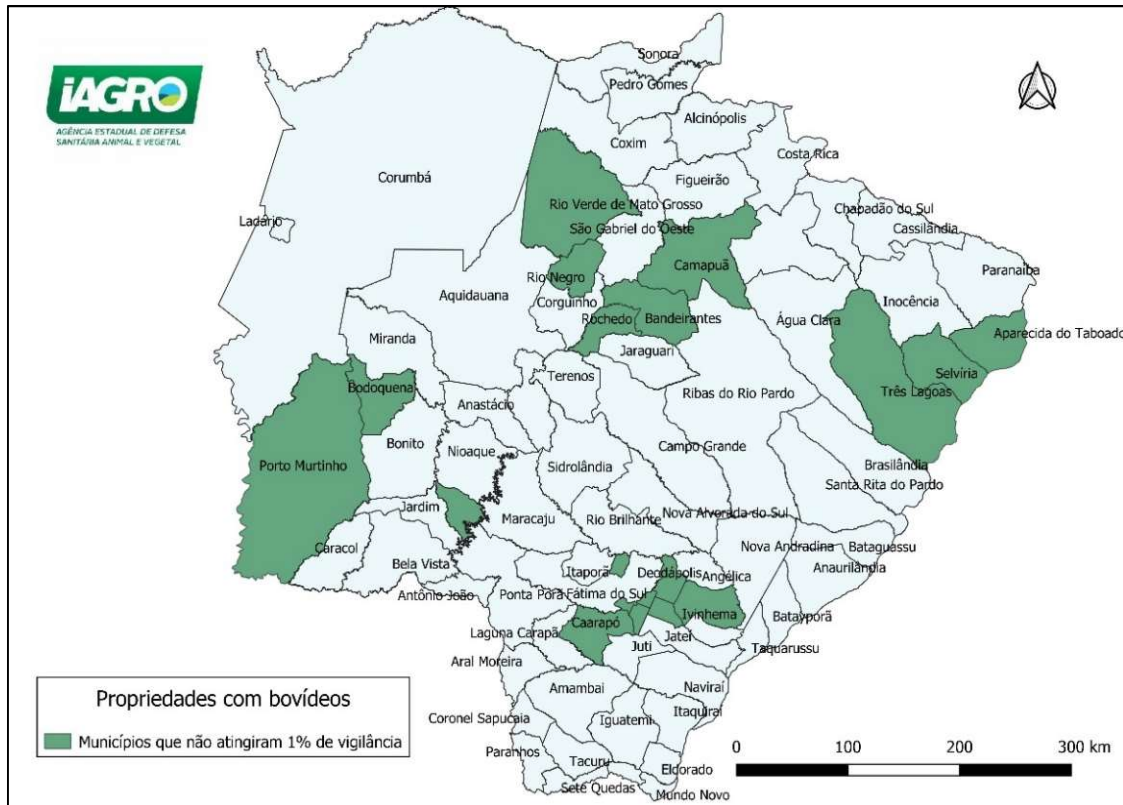 iAGRO
AGÊNCIA ESTADUAL DE DEFESA
SANITÁRIA ANIMAL E VEGETAL
Sonora
Pedro Gomes
Alcinópolis
Coxim
Costa Rica
Corumbá
Figueirão
Rio Verde de Mato Grosso
Chapadão do Sul
Ladário
São Gabriel do Oeste
Cassilândia
Camapuã
Paranaíba
Rio Negro
Aquidauana
Corguinho
Inocência
Rochedo
Bandeirantes
Água Clara
Aparecida do Taboado
Miranda
Jaraguari
Terenos
Selvíria
Bodoquena
Ribas do Rio Pardo
Três Lagoas
Anastácio
Bonito
Nioaque
Campo Grande
Porto Murtinho
Sidrolândia
Brasilândia
Santa Rita do Pardo
Jardim
Maracaju
Rio Brilhante
Nova Alvorada do Sul
Caracol
Nova Andradina
Bataguassu
Bela Vista
Itaporã
Deodápolis
Angélica
Anaurilândia
Antônio João
Ponta Porã
Fátima do Sul
Ivinhema
Batayporã
Caarapó
Laguna Carapã
Jateí
Juti
Taquarussu
Aral Moreira
Amambai
Naviraí
Itaquiraí
Coronel Sapucaia
Iguatemi
Paranhos
Tacuru
Eldorado
Sete Quedas
Mundo Novo
Propriedades com bovídeos
Municípios que não atingiram 1% de vigilância
0 100 200 300 km